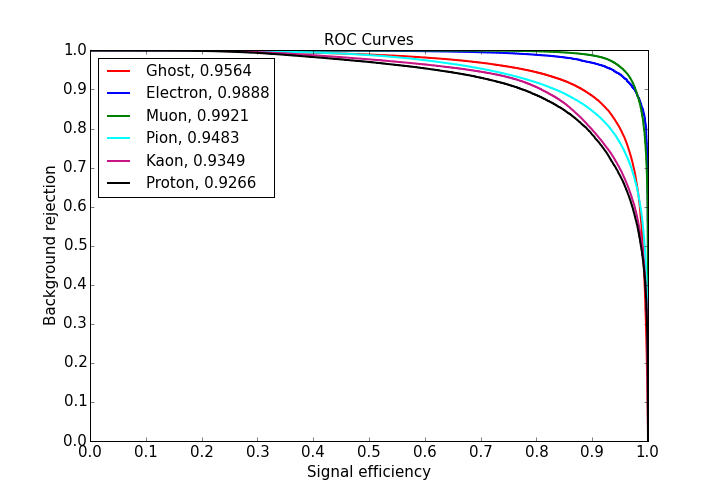 ROC Curves
Ghost, 0.9564
Electron, 0.9888
Muon, 0.9921
Pion, 0.9483
Kaon, 0.9349
Proton, 0.9266
Background rejection
1.0
0.9
0.8
0.7
0.6
0.5
0.4
0.3
0.2
0.1
0.0
0.0 0.1 0.2 0.3 0.4 0.5 0.6 0.7 0.8 0.9 1.0
Signal efficiency